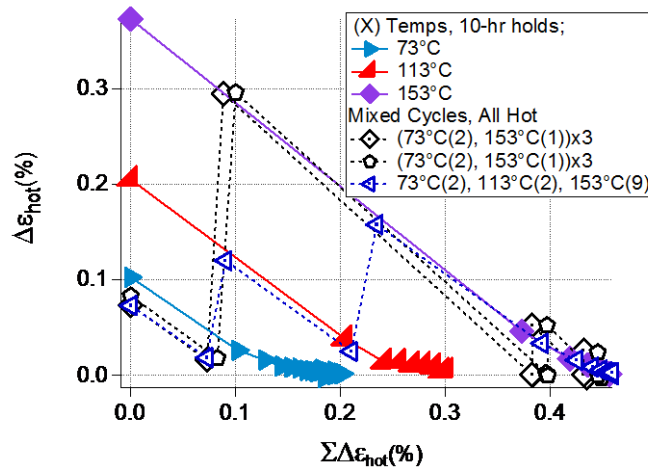 (X) Temps, 10-hr holds;
73°C
113°C
153°C
Mixed Cycles, All Hot
(73°C(2), 153°C(1))x3
(73°C(2), 153°C(1))x3
73°C(2), 113°C(2), 153°C(9)
Δεhot(%)
0.3
0.2
0.1
0.0
0.0 0.1 0.2 0.3 0.4
ΣΔεhot(%)